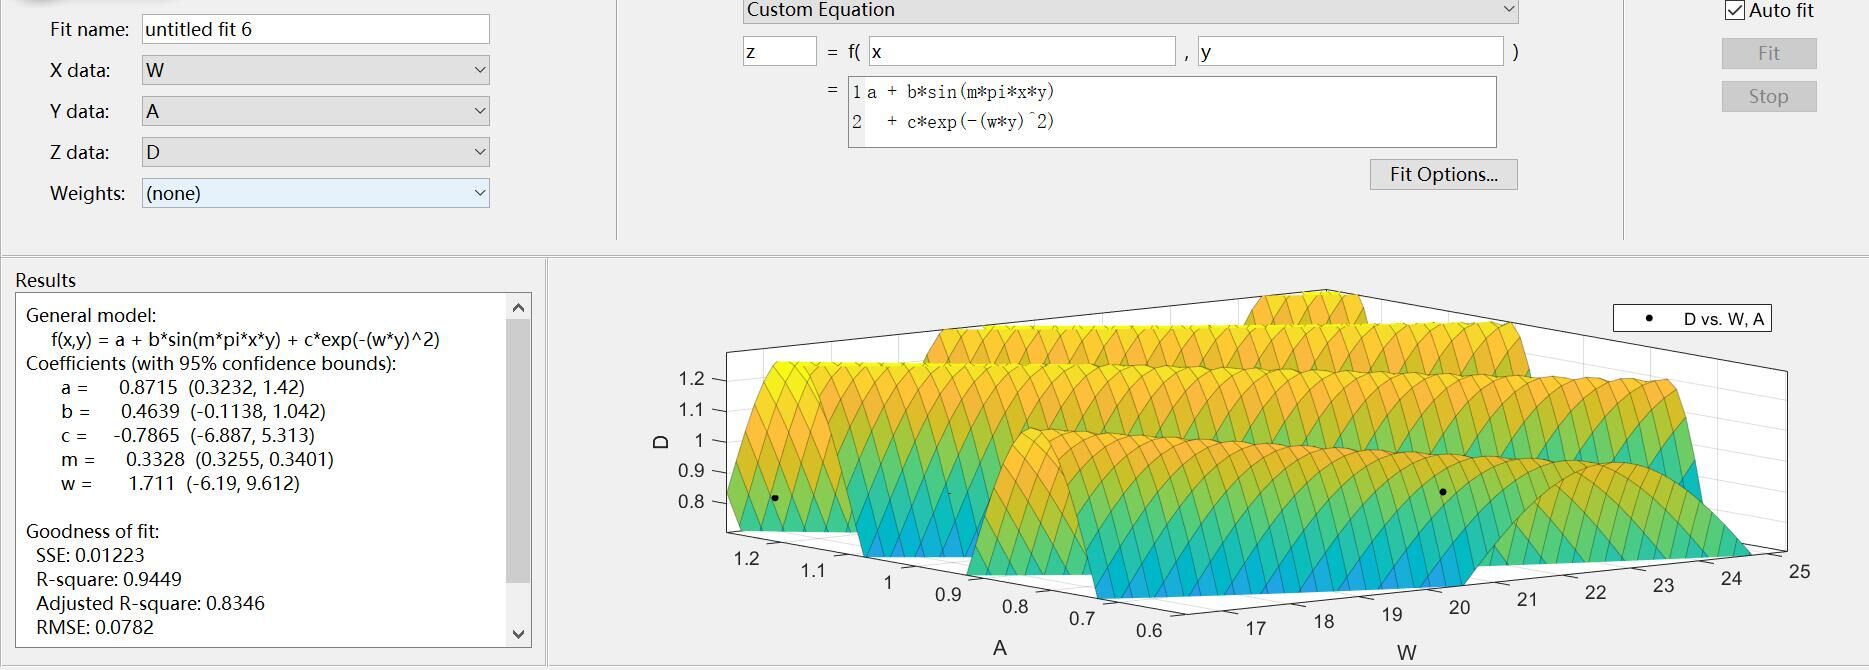 Fit name: untitled fit 6
X data: W
Y data: A
Z data: D
Weights: (none)
Custom Equation
z = f( x , y )
= 1 a + b*sin(m*pi*x*y)
2 + c*exp(-(w*y)^2)
Fit Options...
Auto fit
Fit
Stop
Results
General model:
f(x,y) = a + b*sin(m*pi*x*y) + c*exp(-(w*y)^2)
Coefficients (with 95% confidence bounds):
a = 0.8715 (0.3232, 1.42)
b = 0.4639 (-0.1138, 1.042)
c = -0.7865 (-6.887, 5.313)
m = 0.3328 (0.3255, 0.3401)
w = 1.711 (-6.19, 9.612)
Goodness of fit:
SSE: 0.01223
R-square: 0.9449
Adjusted R-square: 0.8346
RMSE: 0.0782
D vs. W, A
D
1.2
1.1
1
0.9
0.8
1.2
1.1
1
0.9
0.8
0.7
0.6
A
17
18
19
20
21
22
23
24
25
W